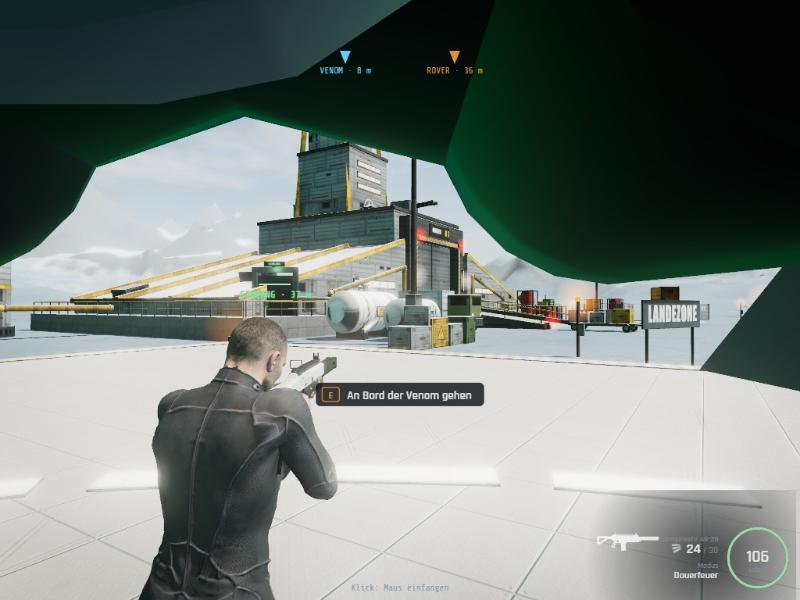 VENOM · 8 m
ROVER · 36 m
LANDEZONE
E An Bord der Venom gehen
24 / 30
Modus
Dauerfeuer
106
Klick: Maus einfangen